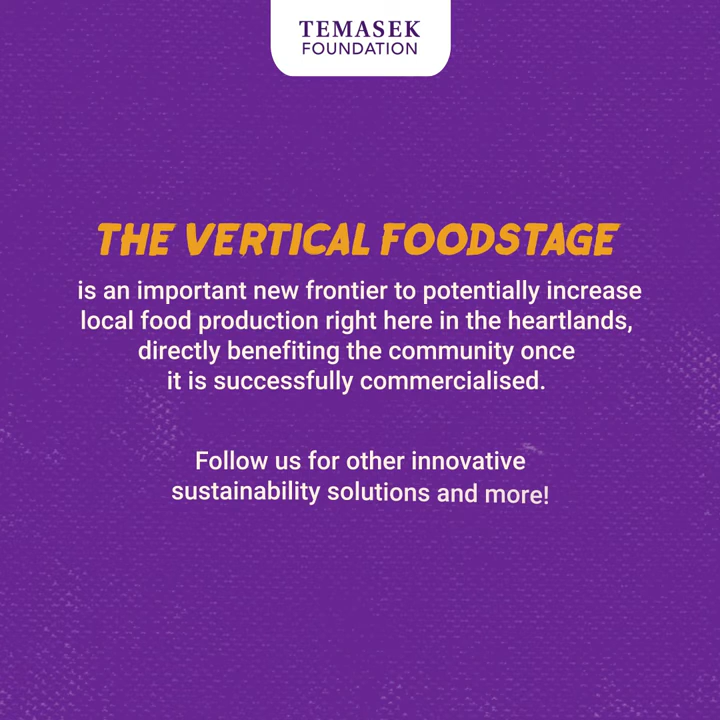 TEMASEK
FOUNDATION
THE VERTICAL FOODSTAGE
is an important new frontier to potentially increase
local food production right here in the heartlands,
directly benefiting the community once
it is successfully commercialised.
Follow us for other innovative
sustainability solutions and more!